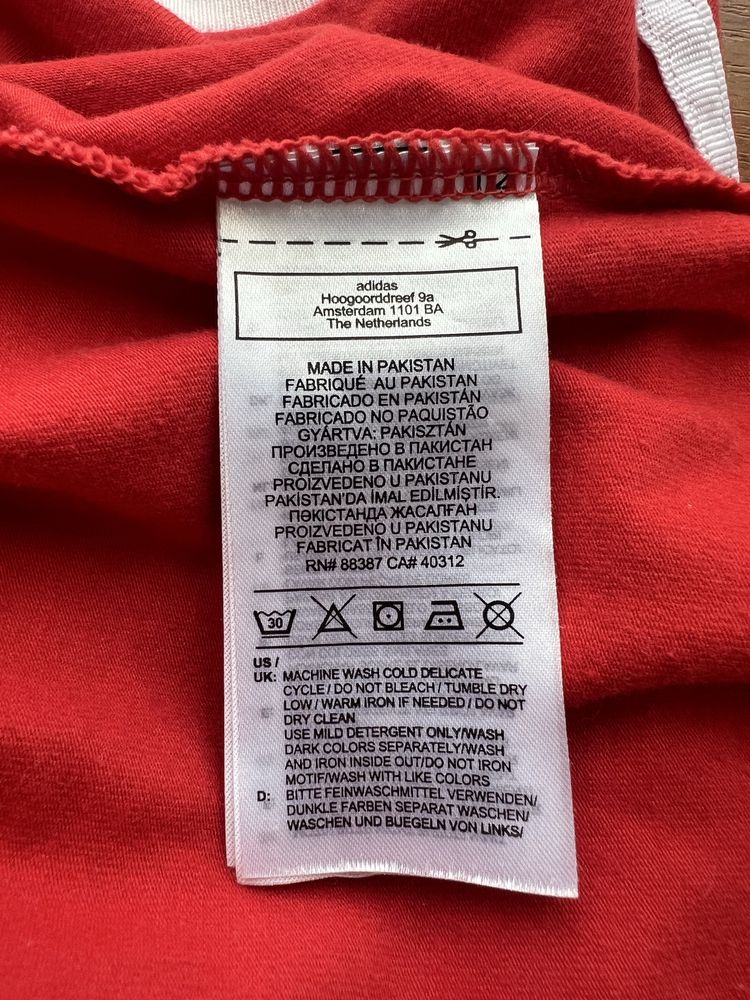 adidas
Hoogoorddreef 9a
Amsterdam 1101 BA
The Netherlands
MADE IN PAKISTAN
FABRIQUÉ AU PAKISTAN
FABRICADO EN PAKISTÁN
FABRICADO NO PAQUISTÃO
GYÁRTVA: PAKISZTÁN
ПРОИЗВЕДЕНО В ПАКИСТАН
СДЕЛАНО В ПАКИСТАНЕ
PROIZVEDENO U PAKISTANU
PAKİSTAN'DA İMAL EDİLMİŞTİR.
ПӘКІСТАНДА ЖАСАЛҒАН
PROIZVEDENO U PAKISTANU
FABRICAT ÎN PAKISTAN
RN# 88387 CA# 40312
30
US /
UK: MACHINE WASH COLD DELICATE
CYCLE / DO NOT BLEACH / TUMBLE DRY
LOW / WARM IRON IF NEEDED / DO NOT
DRY CLEAN
USE MILD DETERGENT ONLY/WASH
DARK COLORS SEPARATELY/WASH
AND IRON INSIDE OUT/DO NOT IRON
MOTIF/WASH WITH LIKE COLORS
D: BITTE FEINWASCHMITTEL VERWENDEN/
DUNKLE FARBEN SEPARAT WASCHEN/
WASCHEN UND BUEGELN VON LINKS/